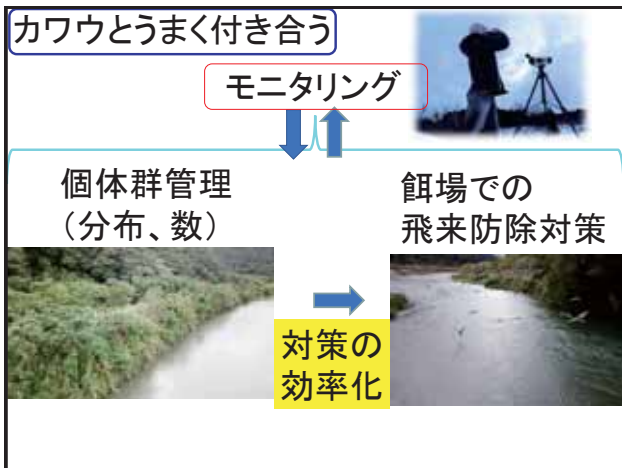 カワウとうまく付き合う
モニタリング
個体群管理
（分布、数）
餌場での
飛来防除対策
対策の
効率化